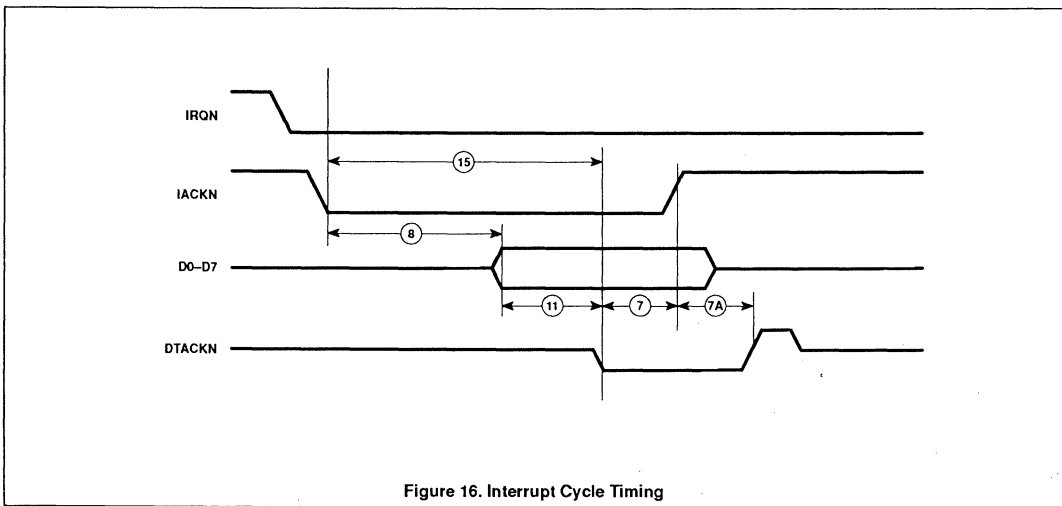 IRQN
15
IACKN
8
D0–D7
11
7
7A
DTACKN
Figure 16. Interrupt Cycle Timing